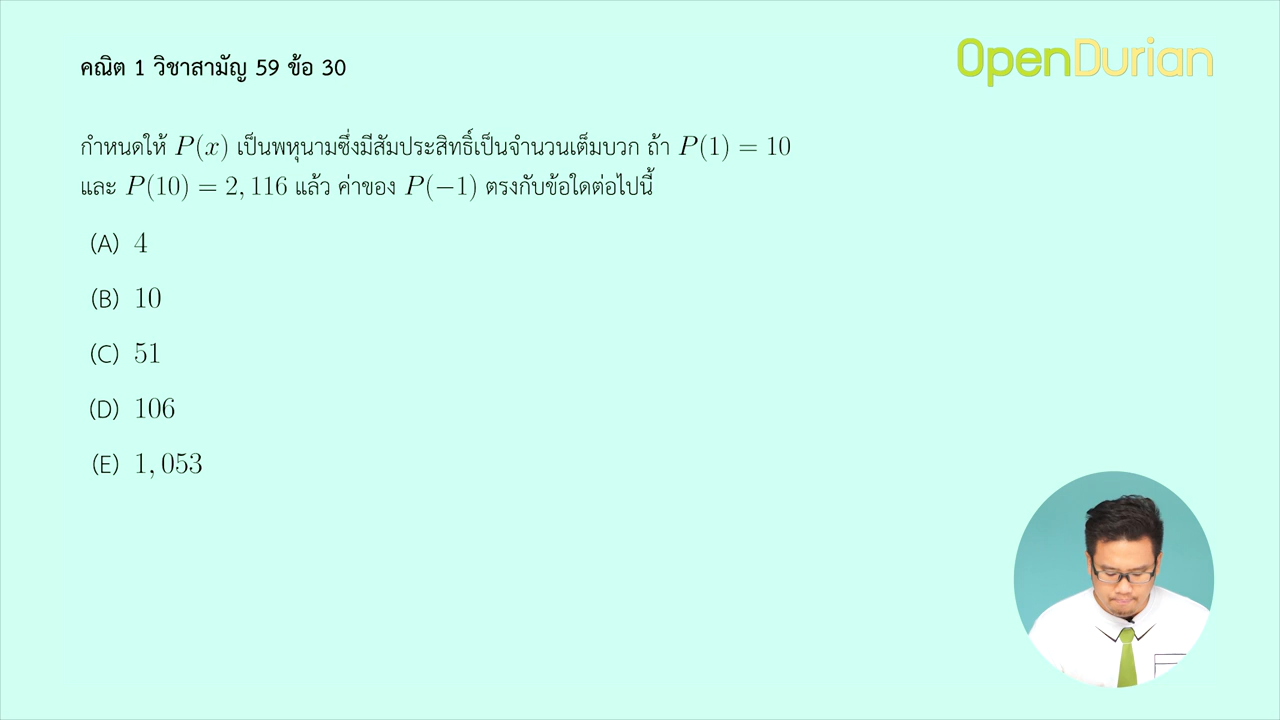 OpenDurian
คณิต 1 วิชาสามัญ 59 ข้อ 30
กำหนดให้ P(x) เป็นพหุนามซึ่งมีสัมประสิทธิ์เป็นจำนวนเต็มบวก ถ้า P(1) = 10
และ P(10) = 2, 116 แล้ว ค่าของ P(−1) ตรงกับข้อใดต่อไปนี้
(A) 4
(B) 10
(C) 51
(D) 106
(E) 1, 053